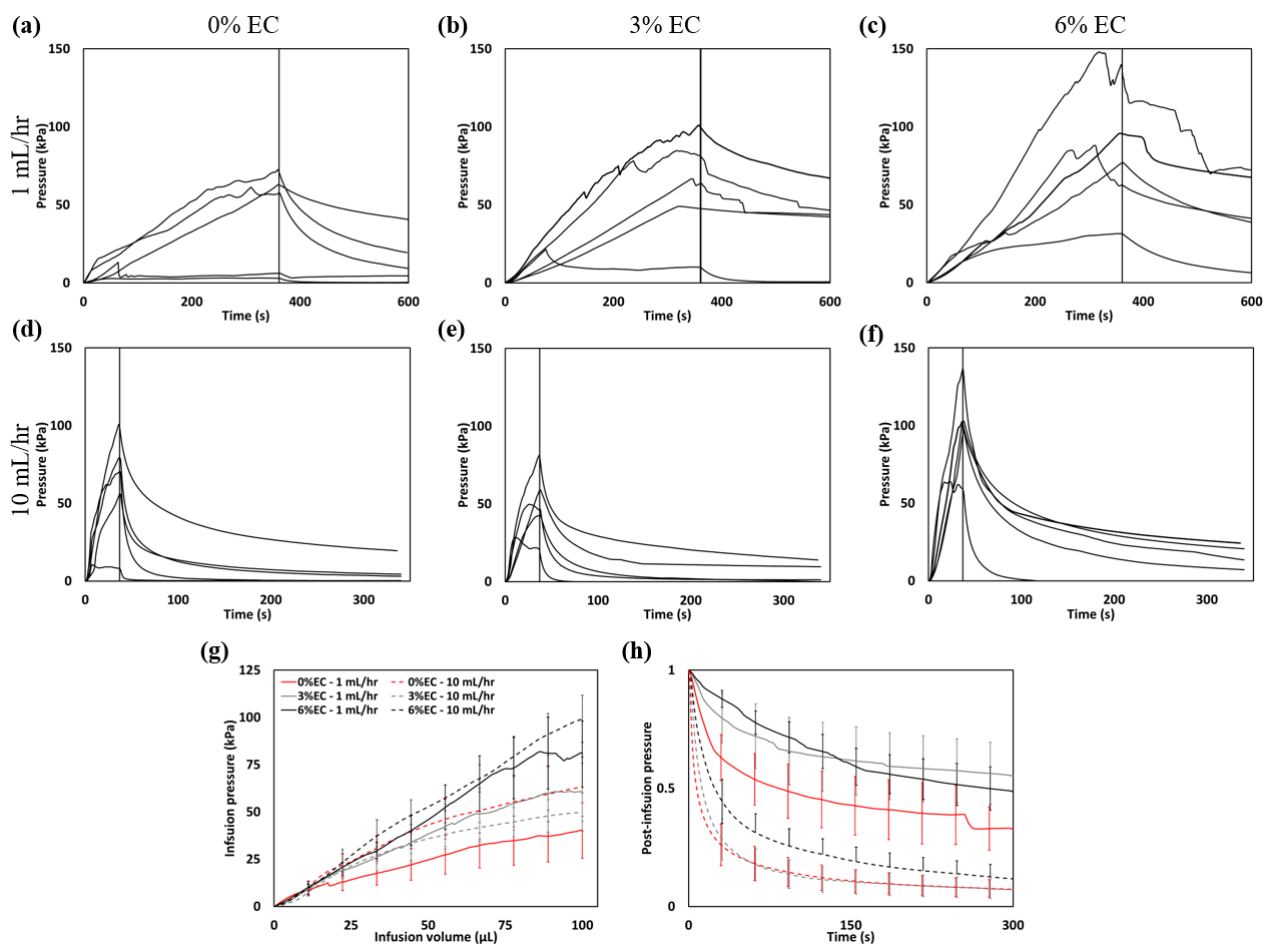 (a) 0% EC (b) 3% EC (c) 6% EC
1 mL/hr
150
100
50
0
Pressure (kPa)
0 200 400 600
Time (s)
150
100
50
0
Pressure (kPa)
0 200 400 600
Time (s)
150
100
50
0
Pressure (kPa)
0 200 400 600
Time (s)
(d) (e) (f)
10 mL/hr
150
100
50
0
Pressure (kPa)
0 100 200 300
Time (s)
150
100
50
0
Pressure (kPa)
0 100 200 300
Time (s)
150
100
50
0
Pressure (kPa)
0 100 200 300
Time (s)
(g)
125
100
75
50
25
0
Infsuion pressure (kPa)
0%EC - 1 mL/hr 0%EC - 10 mL/hr
3%EC - 1 mL/hr 3%EC - 10 mL/hr
6%EC - 1 mL/hr 6%EC - 10 mL/hr
0 25 50 75 100
Infusion volume (µL)
(h)
1
0.5
0
Post-infsuion pressure
0 150 300
Time (s)